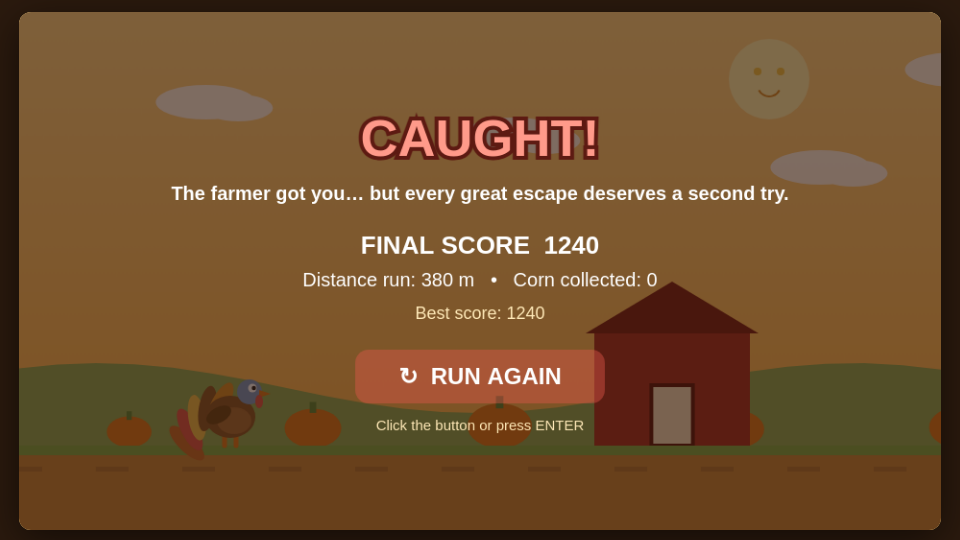 CAUGHT!
The farmer got you… but every great escape deserves a second try.
FINAL SCORE 1240
Distance run: 380 m • Corn collected: 0
Best score: 1240
↻ RUN AGAIN
Click the button or press ENTER